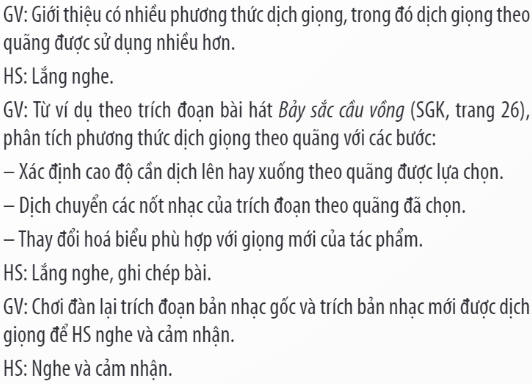 GV: Giới thiệu có nhiều phương thức dịch giọng, trong đó dịch giọng theo
quãng được sử dụng nhiều hơn.
HS: Lắng nghe.
GV: Từ ví dụ theo trích đoạn bài hát Bảy sắc cầu vồng (SGK, trang 26),
phân tích phương thức dịch giọng theo quãng với các bước:
– Xác định cao độ cần dịch lên hay xuống theo quãng được lựa chọn.
– Dịch chuyển các nốt nhạc của trích đoạn theo quãng đã chọn.
– Thay đổi hoá biểu phù hợp với giọng mới của tác phẩm.
HS: Lắng nghe, ghi chép bài.
GV: Chơi đàn lại trích đoạn bản nhạc gốc và trích bản nhạc mới được dịch
giọng để HS nghe và cảm nhận.
HS: Nghe và cảm nhận.